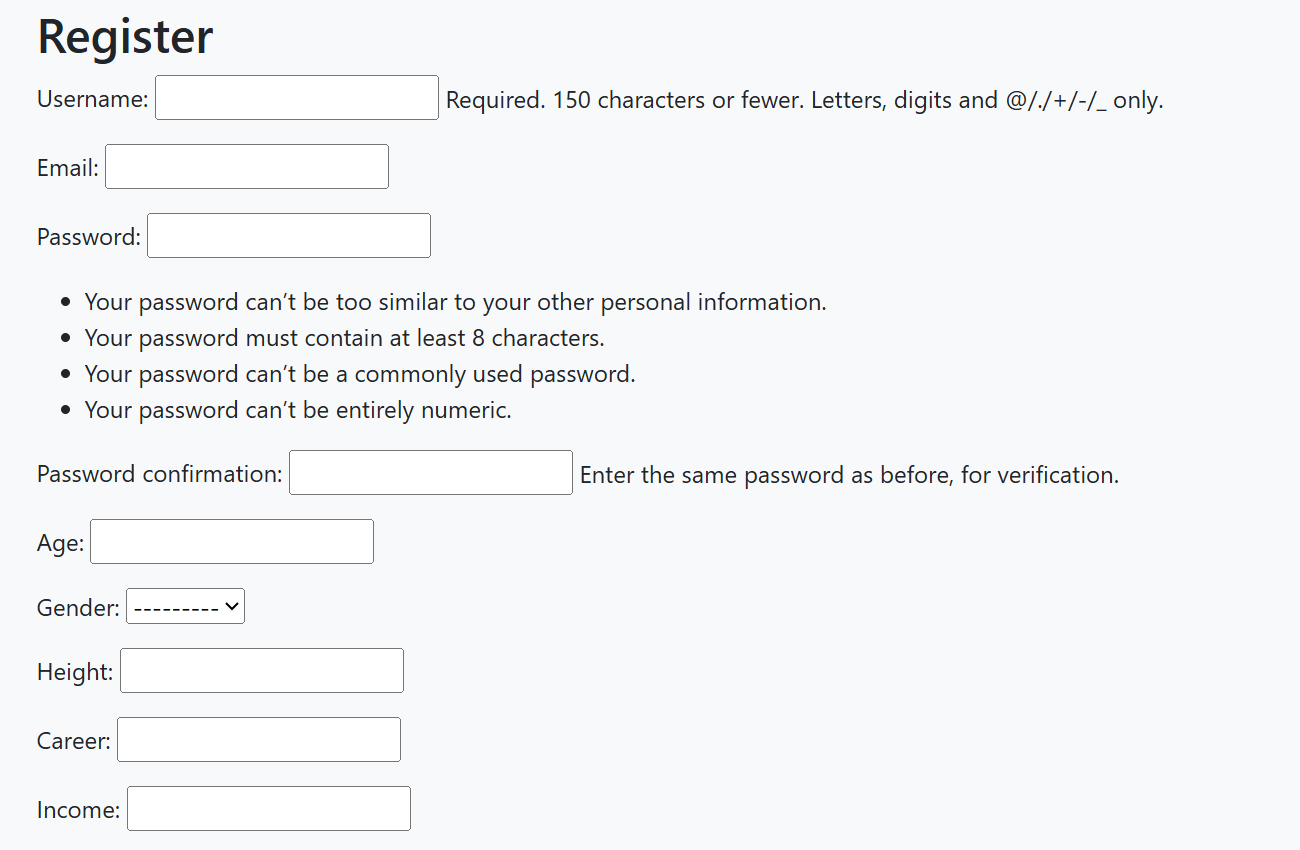 Register
Username: Required. 150 characters or fewer. Letters, digits and @/./+/-/_ only.
Email:
Password:
Your password can’t be too similar to your other personal information.
Your password must contain at least 8 characters.
Your password can’t be a commonly used password.
Your password can’t be entirely numeric.
Password confirmation: Enter the same password as before, for verification.
Age:
Gender: ---------
Height:
Career:
Income: